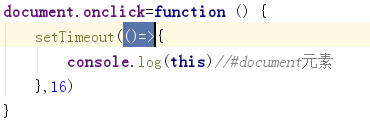 document.onclick=function () {
    setTimeout(()=>{
        console.log(this)//#document元素
    },16)
}